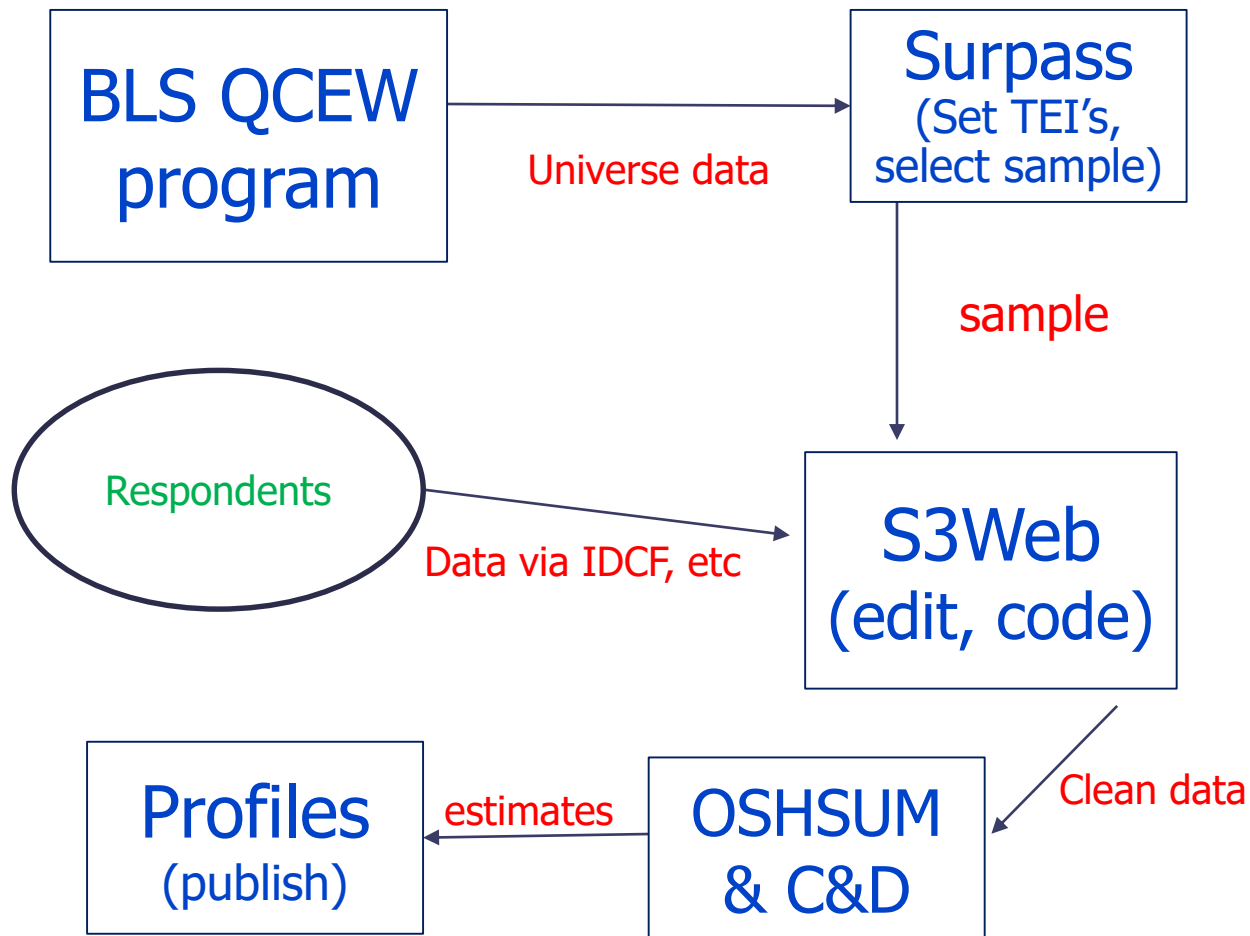 BLS QCEW
program
Universe data
Surpass
(Set TEI’s,
select sample)
sample
Respondents
Data via IDCF, etc
S3Web
(edit, code)
Clean data
OSHSUM
& C&D
estimates
Profiles
(publish)